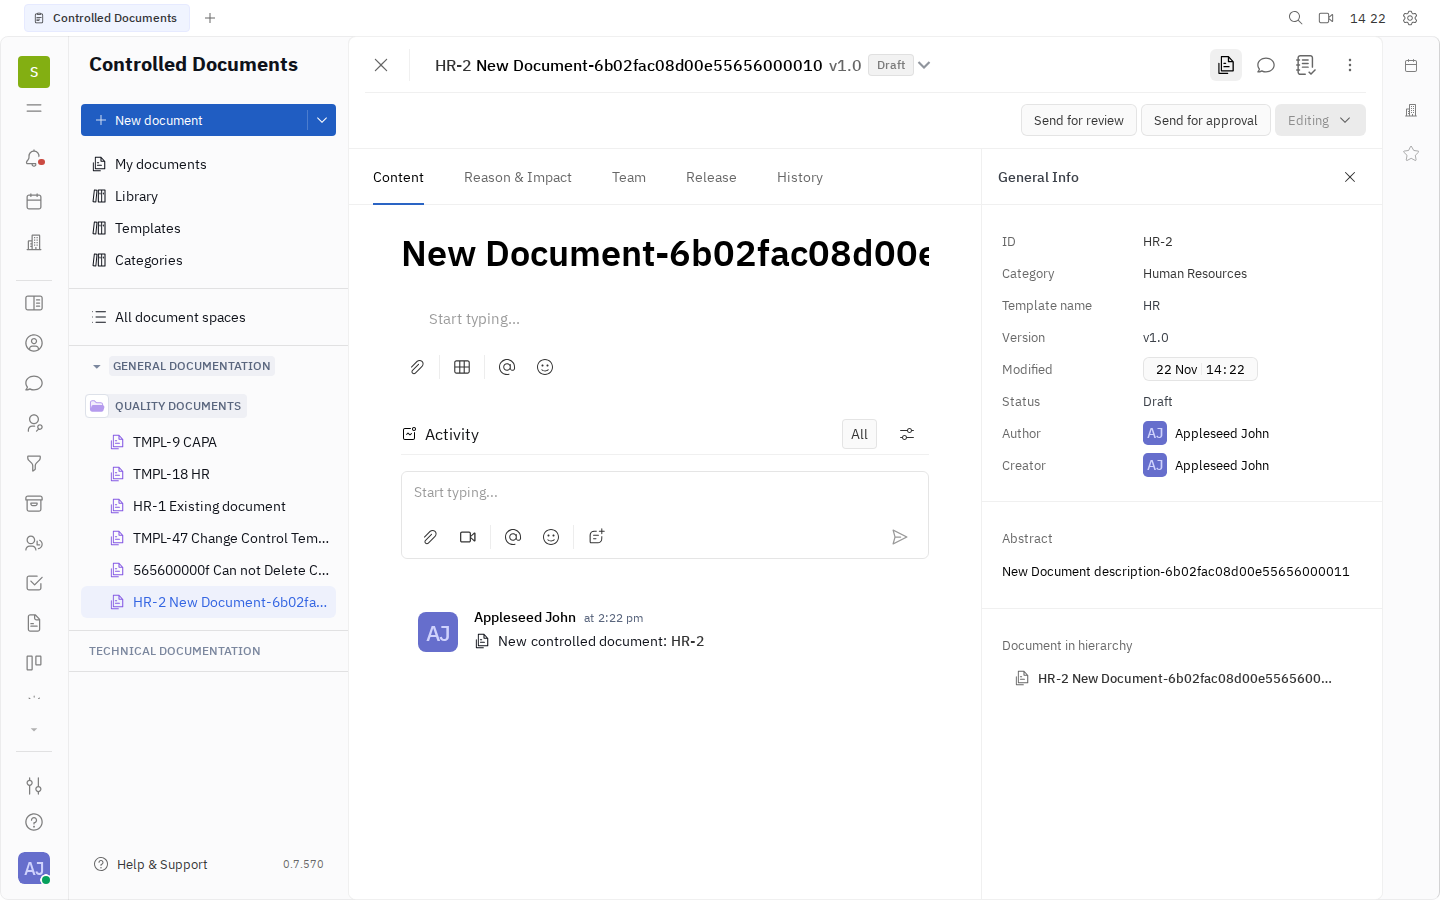 Controlled Documents
14 22
S
Controlled Documents
New document
My documents
Library
Templates
Categories
All document spaces
GENERAL DOCUMENTATION
QUALITY DOCUMENTS
TMPL-9 CAPA
TMPL-18 HR
HR-1 Existing document
TMPL-47 Change Control Tem...
565600000f Can not Delete C...
HR-2 New Document-6b02fa...
TECHNICAL DOCUMENTATION
Help & Support
0.7.570
AJ
HR-2 New Document-6b02fac08d00e55656000010 v1.0 Draft
Send for review
Send for approval
Editing
Content
Reason & Impact
Team
Release
History
New Document-6b02fac08d00e
Start typing...
Activity
All
Start typing...
AJ
Appleseed John at 2:22 pm
New controlled document: HR-2
General Info
ID HR-2
Category Human Resources
Template name HR
Version v1.0
Modified 22 Nov 14:22
Status Draft
Author AJ Appleseed John
Creator AJ Appleseed John
Abstract
New Document description-6b02fac08d00e55656000011
Document in hierarchy
HR-2 New Document-6b02fac08d00e5565600...